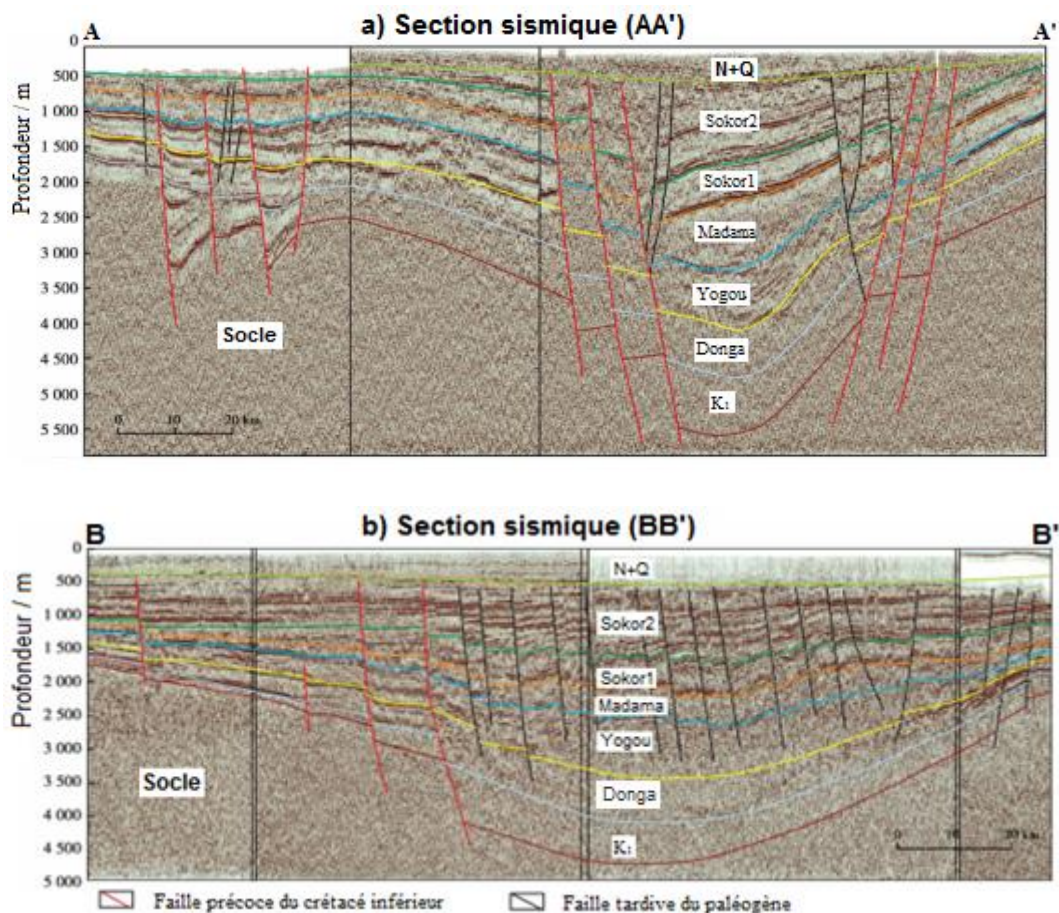 a) Section sismique (AA')
A
A'
Profondeur / m
0
500
1 000
1 500
2 000
2 500
3 000
3 500
4 000
4 500
5 000
5 500
N+Q
Sokor2
Sokor1
Madama
Yogou
Donga
K₁
Socle
0 10 20 km
b) Section sismique (BB')
B
B'
Profondeur / m
0
500
1 000
1 500
2 000
2 500
3 000
3 500
4 000
4 500
5 000
N+Q
Sokor2
Sokor1
Madama
Yogou
Donga
K₁
Socle
0 10 20 km
Faille précoce du crétacé inférieur
Faille tardive du paléogène